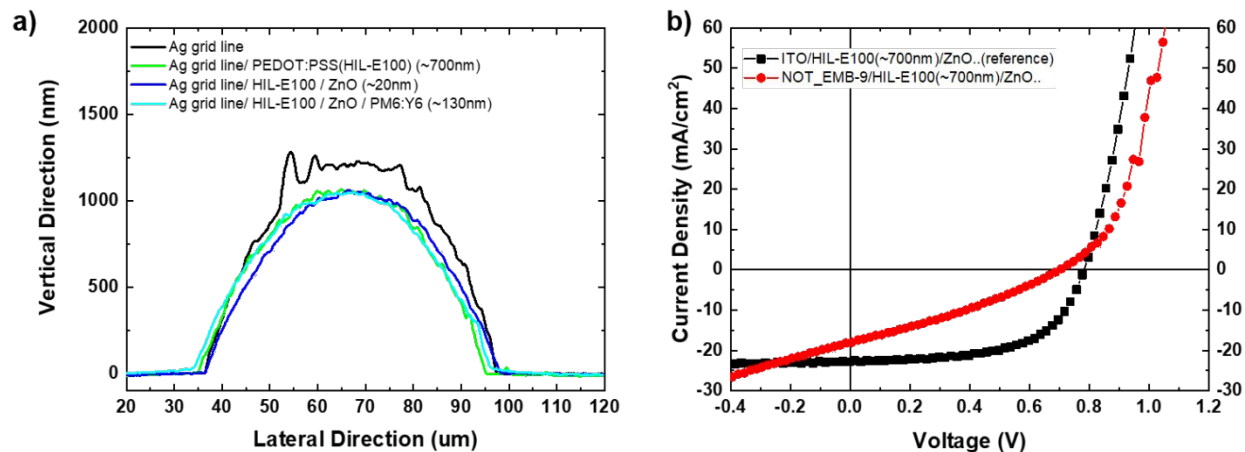 a)
2000
1500
1000
500
0
Vertical Direction (nm)
Ag grid line
Ag grid line/ PEDOT:PSS(HIL-E100) (~700nm)
Ag grid line/ HIL-E100 / ZnO (~20nm)
Ag grid line/ HIL-E100 / ZnO / PM6:Y6 (~130nm)
20 30 40 50 60 70 80 90 100 110 120
Lateral Direction (um)
b)
60 60
50 50
40 40
30 30
20 20
10 10
0 0
-10 -10
-20 -20
-30 -30
Current Density (mA/cm²)
ITO/HIL-E100(~700nm)/ZnO..(reference)
NOT_EMB-9/HIL-E100(~700nm)/ZnO..
-0.4 -0.2 0.0 0.2 0.4 0.6 0.8 1.0 1.2
Voltage (V)